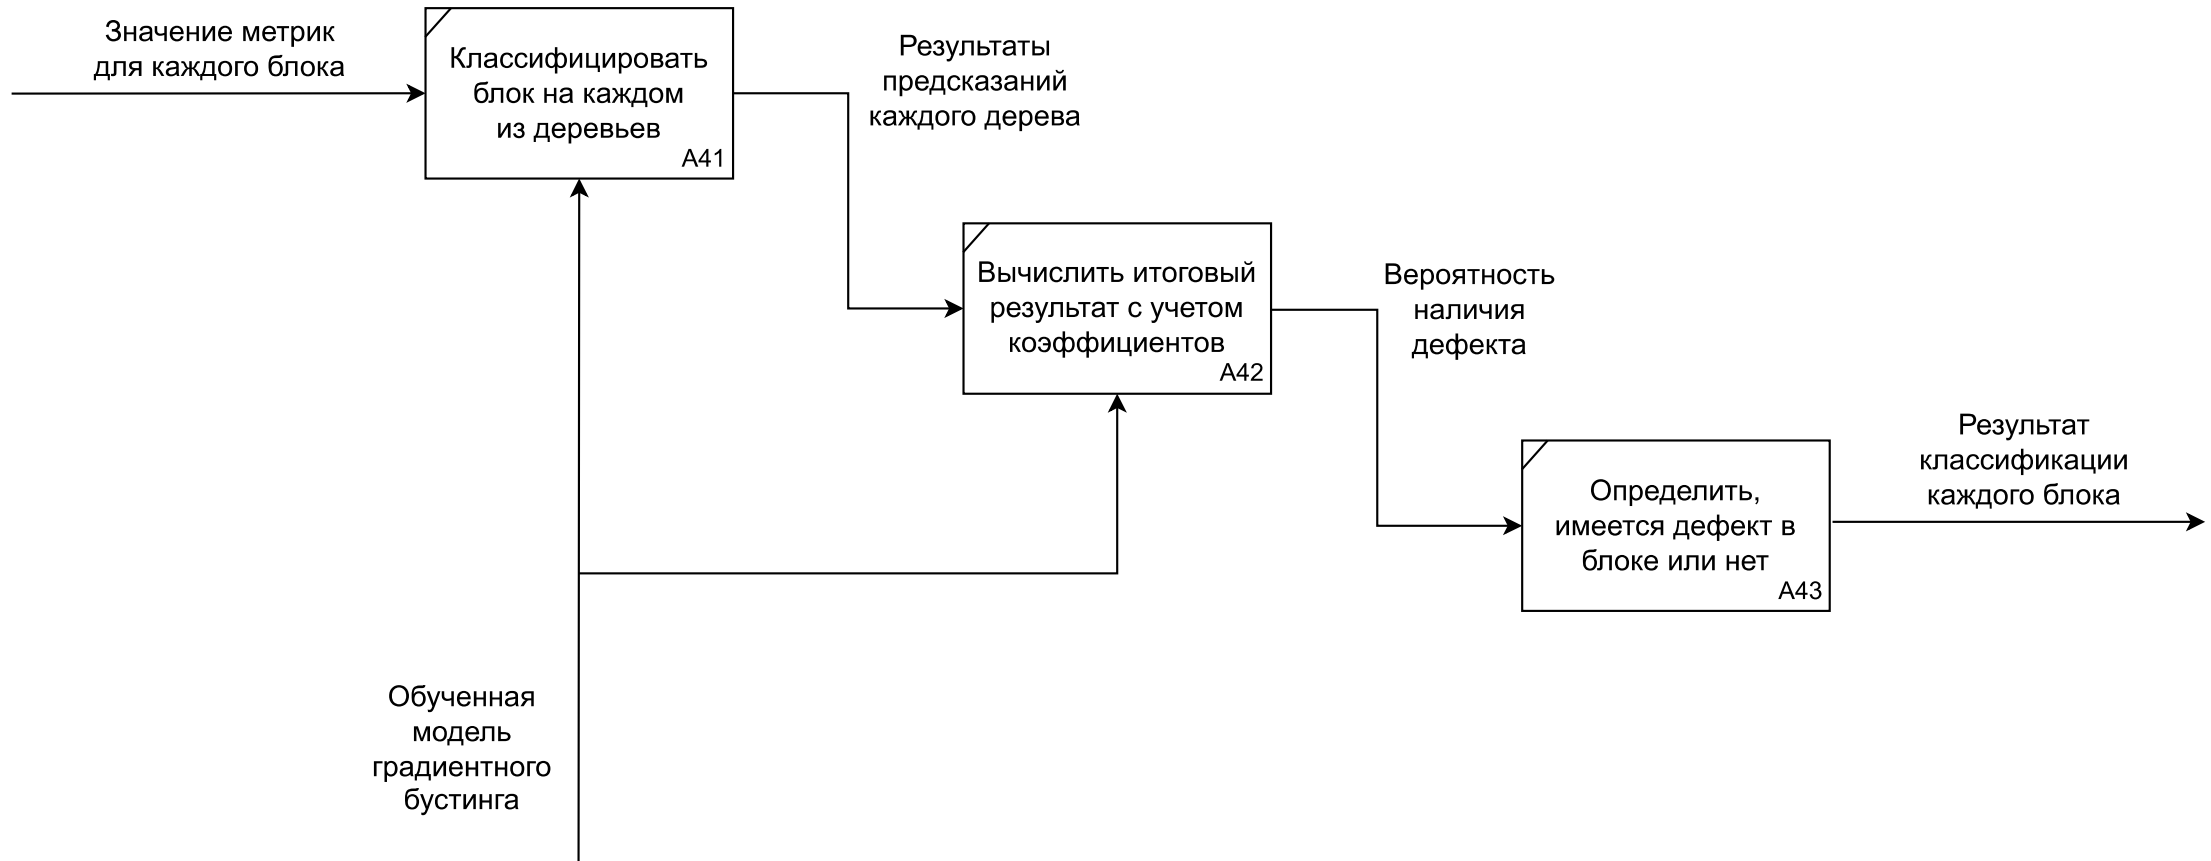 Значение метрик
для каждого блока
Классифицировать
блок на каждом
из деревьев
A41
Результаты
предсказаний
каждого дерева
Вычислить итоговый
результат с учетом
коэффициентов
A42
Вероятность
наличия
дефекта
Определить,
имеется дефект в
блоке или нет
A43
Результат
классификации
каждого блока
Обученная
модель
градиентного
бустинга